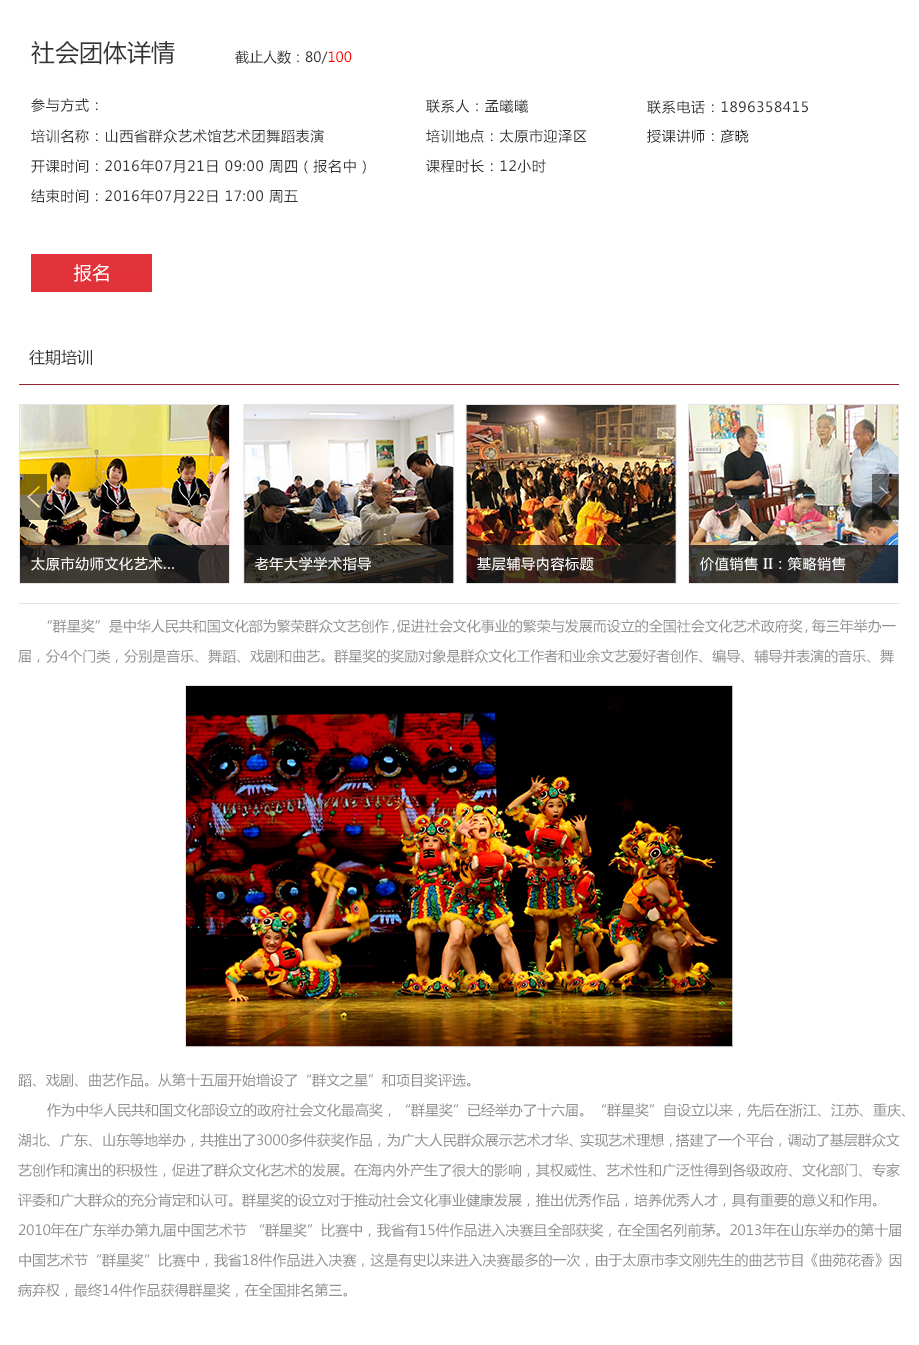 社会团体详情
截止人数：80/100
参与方式：
联系人：孟曦曦
联系电话：1896358415
培训名称：山西省群众艺术馆艺术团舞蹈表演
培训地点：太原市迎泽区
授课讲师：彦晓
开课时间：2016年07月21日 09:00 周四（报名中）
课程时长：12小时
结束时间：2016年07月22日 17:00 周五
报名
往期培训
太原市幼师文化艺术...
老年大学学术指导
基层辅导内容标题
价值销售 II：策略销售
“群星奖”是中华人民共和国文化部为繁荣群众文艺创作,促进社会文化事业的繁荣与发展而设立的全国社会文化艺术政府奖,每三年举办一
届，分4个门类，分别是音乐、舞蹈、戏剧和曲艺。群星奖的奖励对象是群众文化工作者和业余文艺爱好者创作、编导、辅导并表演的音乐、舞
蹈、戏剧、曲艺作品。从第十五届开始增设了“群文之星”和项目奖评选。
作为中华人民共和国文化部设立的政府社会文化最高奖，“群星奖”已经举办了十六届。“群星奖”自设立以来，先后在浙江、江苏、重庆、
湖北、广东、山东等地举办，共推出了3000多件获奖作品，为广大人民群众展示艺术才华、实现艺术理想，搭建了一个平台，调动了基层群众文
艺创作和演出的积极性，促进了群众文化艺术的发展。在海内外产生了很大的影响，其权威性、艺术性和广泛性得到各级政府、文化部门、专家
评委和广大群众的充分肯定和认可。群星奖的设立对于推动社会文化事业健康发展，推出优秀作品，培养优秀人才，具有重要的意义和作用。
2010年在广东举办第九届中国艺术节 “群星奖”比赛中，我省有15件作品进入决赛且全部获奖，在全国名列前茅。2013年在山东举办的第十届
中国艺术节“群星奖”比赛中，我省18件作品进入决赛，这是有史以来进入决赛最多的一次，由于太原市李文刚先生的曲艺节目《曲苑花香》因
病弃权，最终14件作品获得群星奖，在全国排名第三。